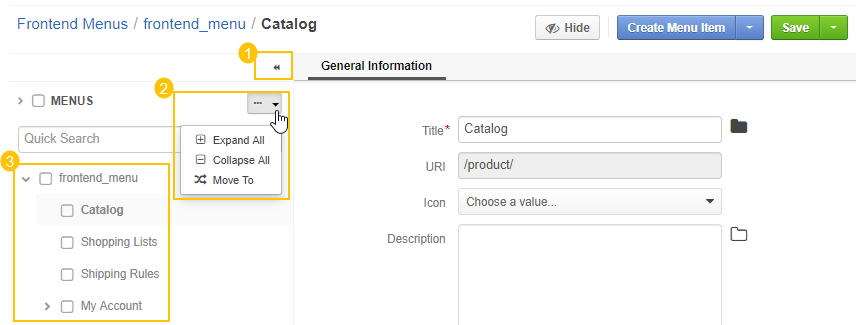 Frontend Menus / frontend_menu / Catalog
Hide
Create Menu Item
Save
1
General Information
2
MENUS
Quick Search
Expand All
Collapse All
Move To
3
frontend_menu
Catalog
Shopping Lists
Shipping Rules
My Account
Title* Catalog
URI /product/
Icon Choose a value...
Description